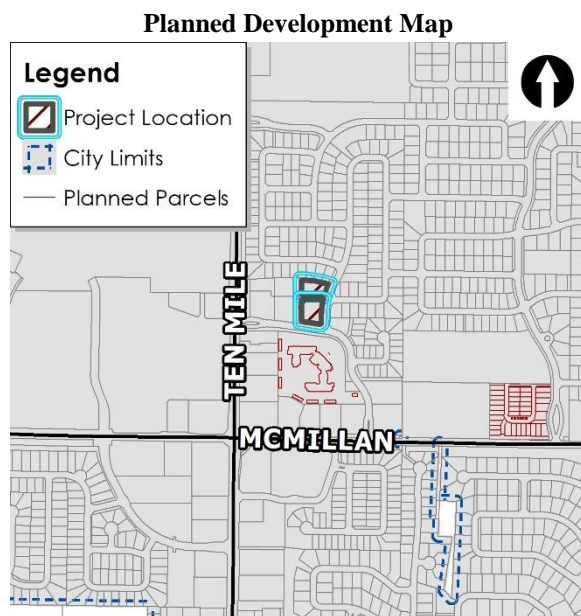 Planned Development Map
Legend
Project Location
City Limits
Planned Parcels
TEN MILE
MCMILLAN